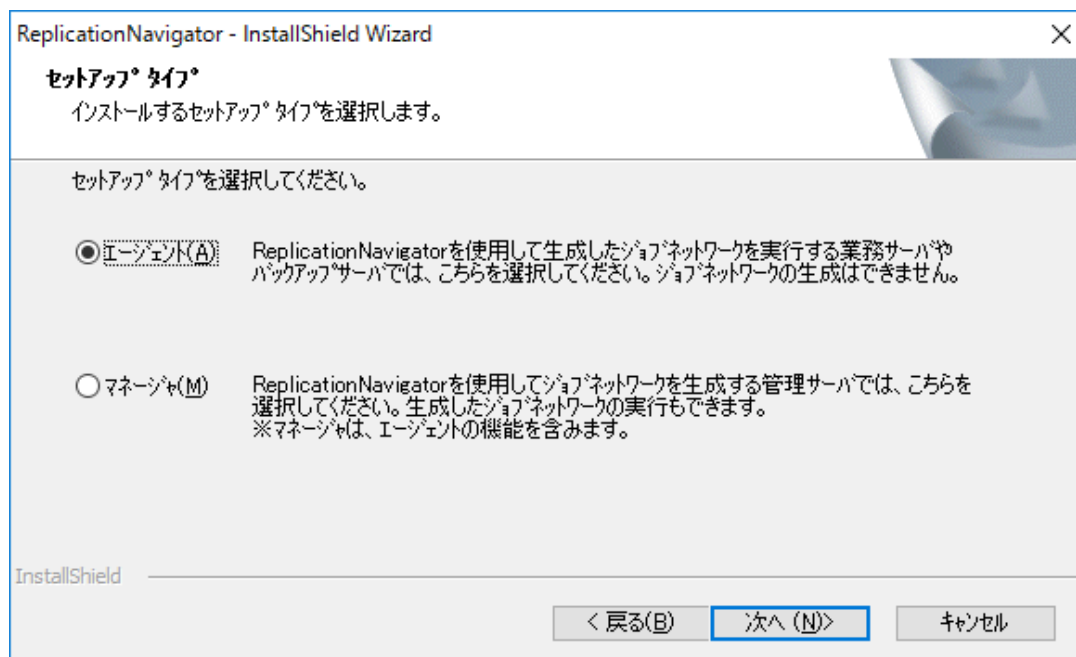 ReplicationNavigator - InstallShield Wizard
セットアップ タイプ
インストールするセットアップ タイプを選択します。
セットアップ タイプを選択してください。
エージェント(A)
ReplicationNavigatorを使用して生成したジョブネットワークを実行する業務サーバや
バックアップサーバでは、こちらを選択してください。ジョブネットワークの生成はできません。
マネージャ(M)
ReplicationNavigatorを使用してジョブネットワークを生成する管理サーバでは、こちらを
選択してください。生成したジョブネットワークの実行もできます。
※マネージャは、エージェントの機能を含みます。
InstallShield
< 戻る(B)
次へ (N)>
キャンセル